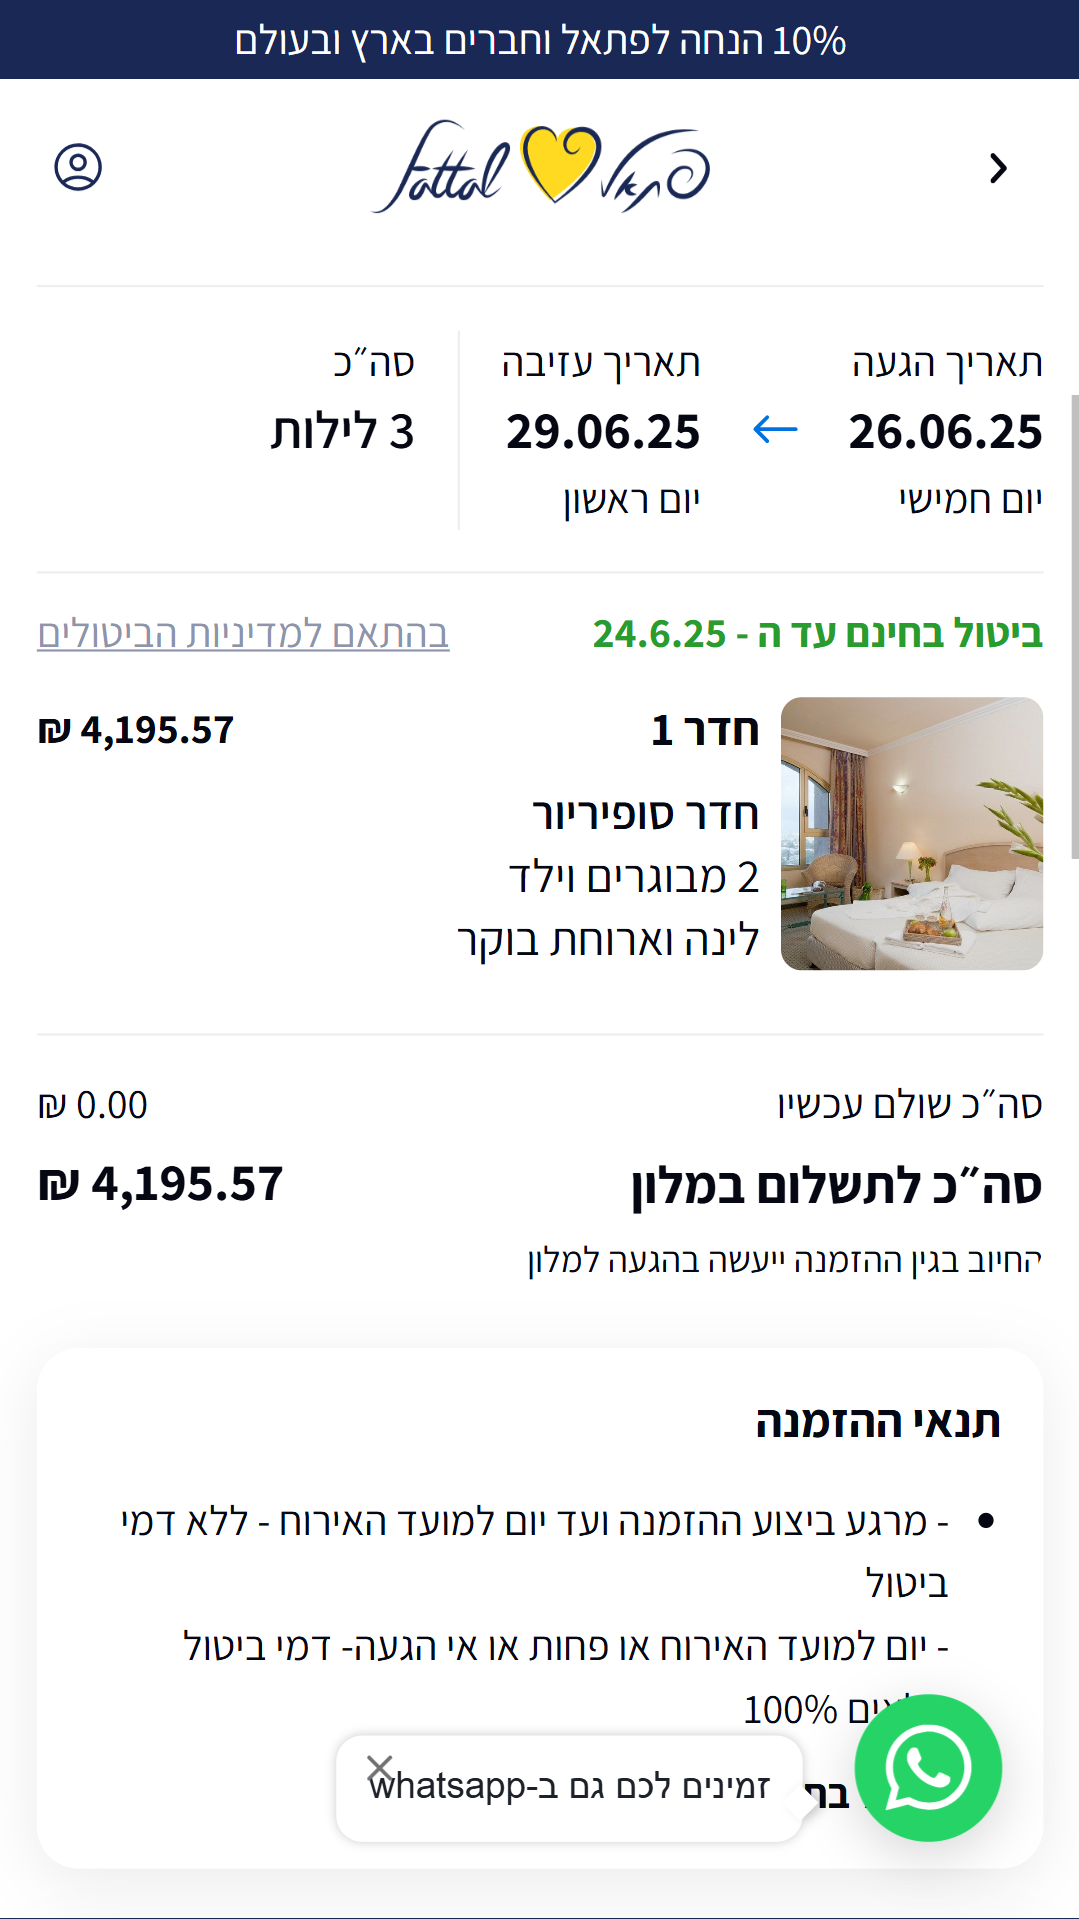 10% הנחה לפתאל וחברים בארץ ובעולם
פתאל Fattal
תאריך הגעה
26.06.25
יום חמישי
תאריך עזיבה
29.06.25
יום ראשון
סה״כ
3 לילות
ביטול בחינם עד ה - 24.6.25
בהתאם למדיניות הביטולים
חדר 1
4,195.57 ₪
חדר סופיריור
2 מבוגרים וילד
לינה וארוחת בוקר
סה״כ שולם עכשיו
0.00 ₪
סה״כ לתשלום במלון
4,195.57 ₪
החיוב בגין ההזמנה ייעשה בהגעה למלון
תנאי ההזמנה
- מרגע ביצוע ההזמנה ועד יום למועד האירוח - ללא דמי
ביטול
- יום למועד האירוח או פחות או אי הגעה- דמי ביטול
100%
זמינים לכם גם ב-whatsapp